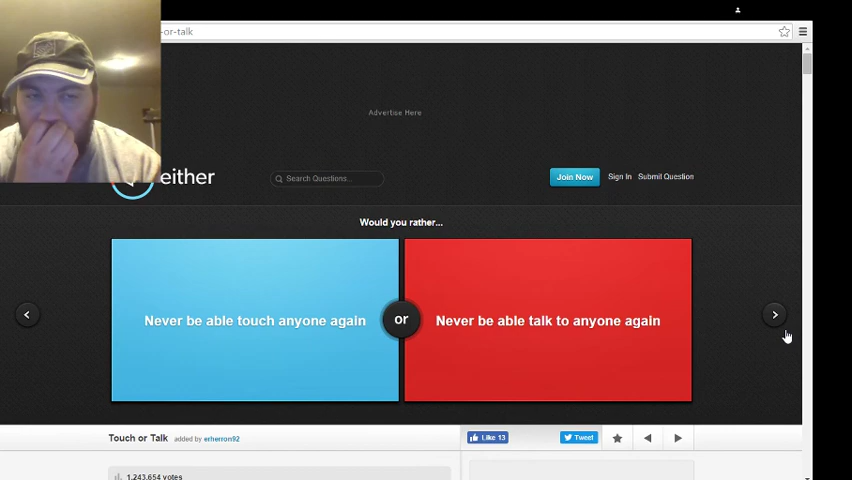 -or-talk
Advertise Here
either
Search Questions...
Join Now
Sign In
Submit Question
Would you rather...
Never be able touch anyone again
or
Never be able talk to anyone again
Touch or Talk added by erherron92
Like 13
Tweet
1,243,654 votes